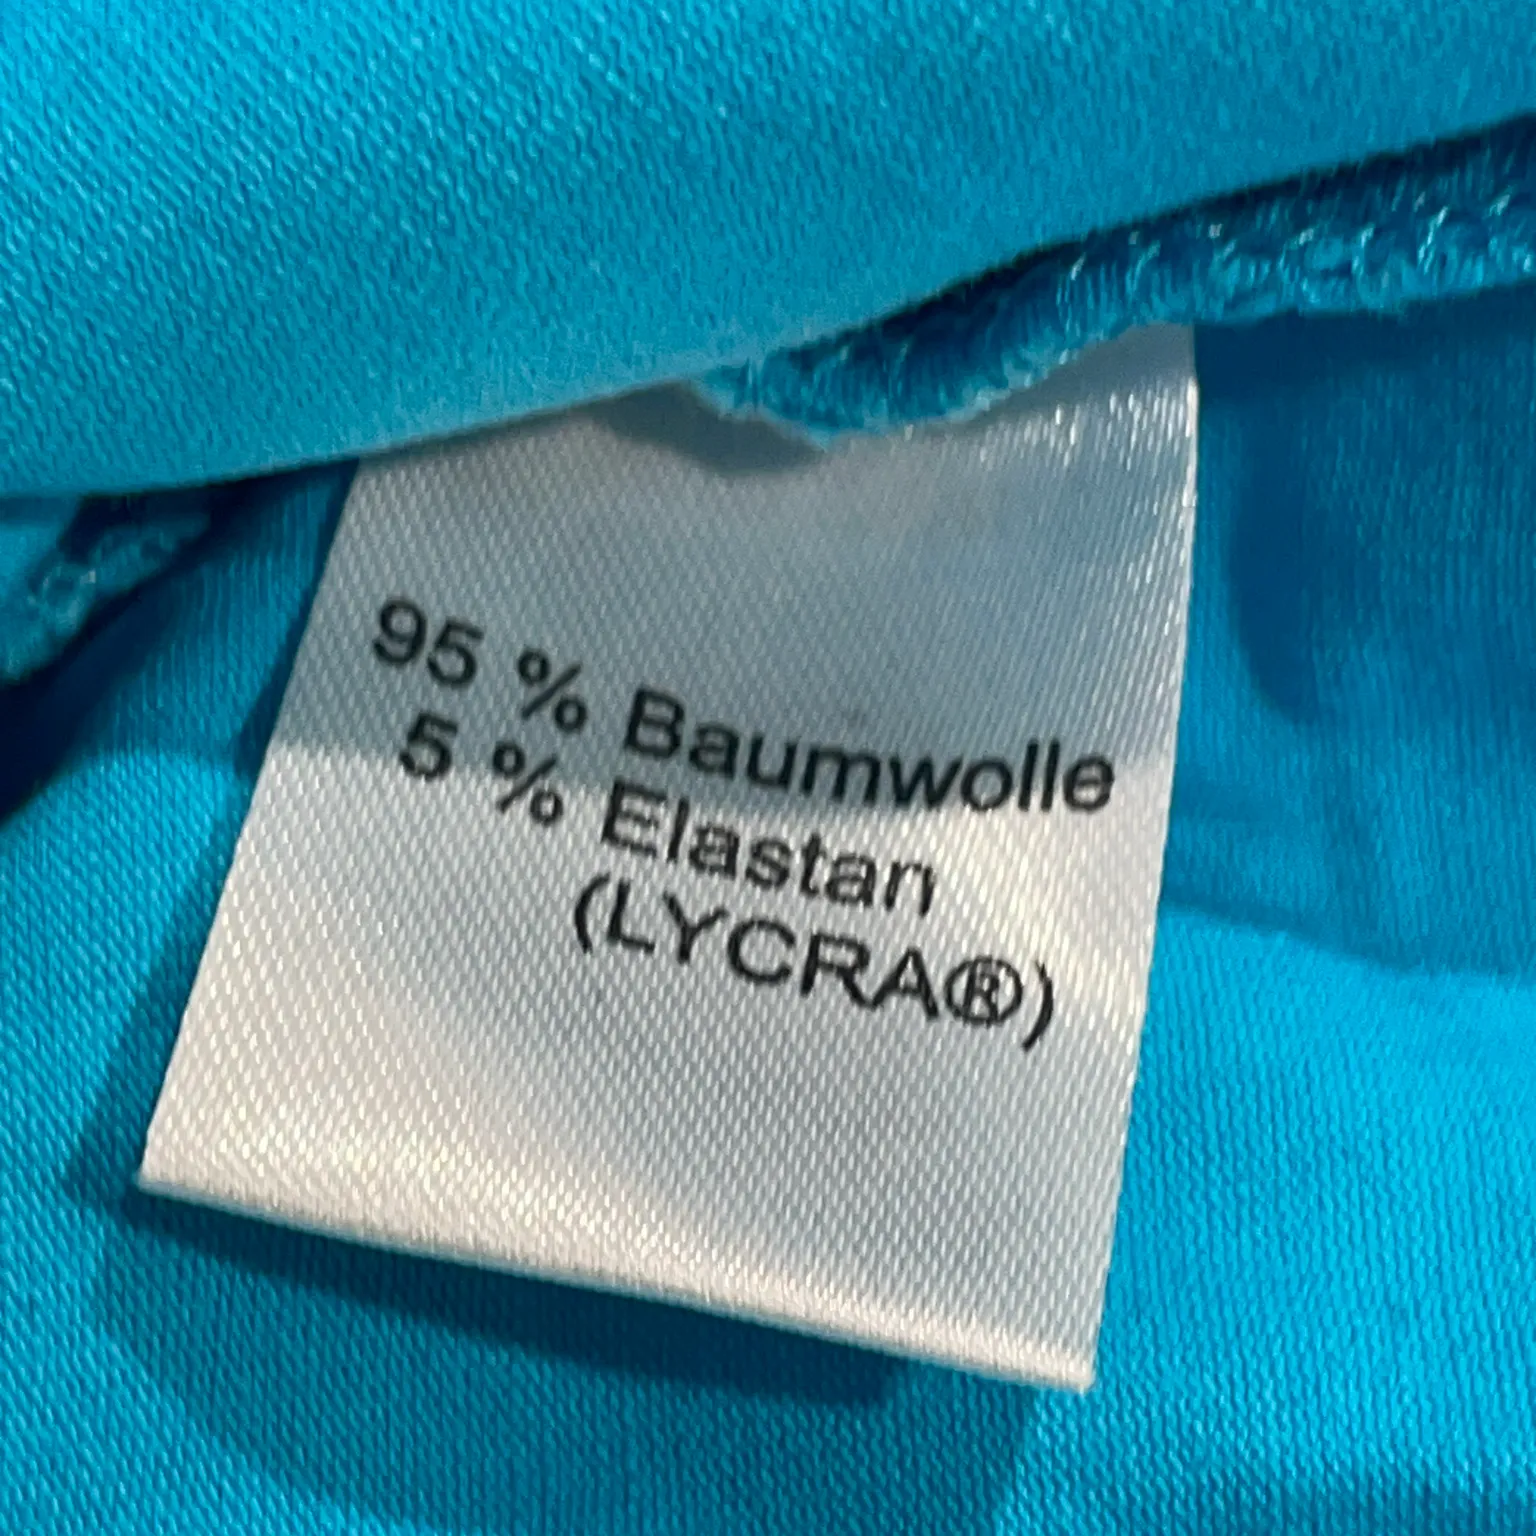 95 % Baumwolle
5 % Elastan
(LYCRA®)